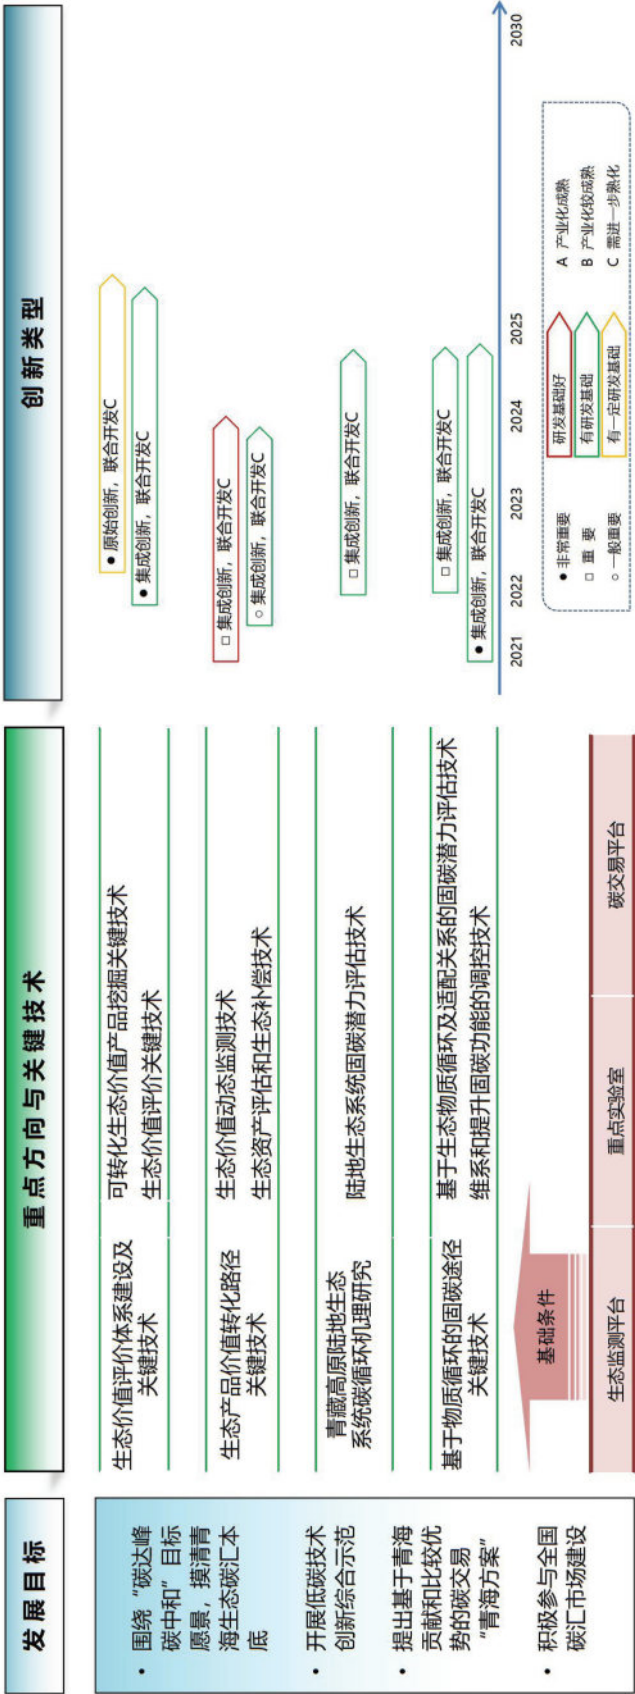 发展目标
• 围绕“碳达峰
碳中和”目标
愿景，摸清青
海生态碳汇本
底
• 开展低碳技术
创新综合示范
• 提出基于青海
贡献和比较优
势的碳交易
“青海方案”
• 积极参与全国
碳汇市场建设
重点方向与关键技术
生态价值评价体系建设及
关键技术
可转化生态价值产品挖掘关键技术
生态价值评价关键技术
生态产品价值转化路径
关键技术
生态价值动态监测技术
生态资产评估和生态补偿技术
青藏高原陆地生态
系统碳循环机理研究
陆地生态系统固碳潜力评估技术
基于物质循环的固碳途径
关键技术
基于生态物质循环及适配关系的固碳潜力评估技术
维系和提升固碳功能的调控技术
基础条件
生态监测平台
重点实验室
碳交易平台
创新类型
● 原始创新，联合开发C
● 集成创新，联合开发C
□ 集成创新，联合开发C
○ 集成创新，联合开发C
□ 集成创新，联合开发C
□ 集成创新，联合开发C
● 集成创新，联合开发C
2021 2022 2023 2024 2025 2030
● 非常重要 研发基础好 A 产业化成熟
□ 重 要 有研发基础 B 产业化较成熟
○ 一般重要 有一定研发基础 C 需进一步熟化